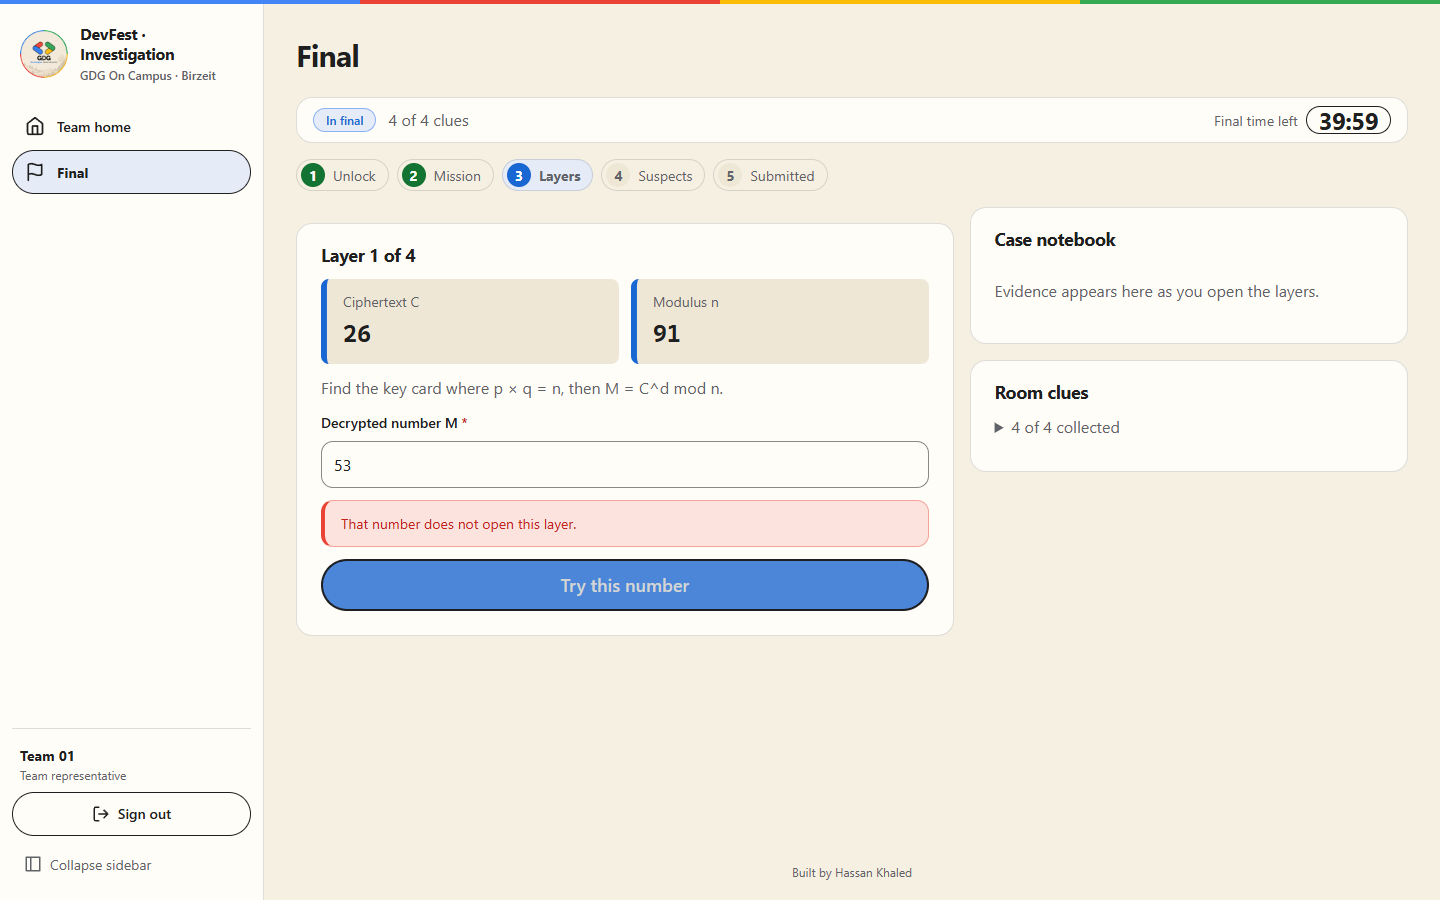 DevFest ·
Investigation
GDG On Campus · Birzeit
Team home
Final
Team 01
Team representative
Sign out
Collapse sidebar
Final
In final
4 of 4 clues
Final time left
39:59
1 Unlock
2 Mission
3 Layers
4 Suspects
5 Submitted
Layer 1 of 4
Ciphertext C
26
Modulus n
91
Find the key card where p × q = n, then M = C^d mod n.
Decrypted number M *
53
That number does not open this layer.
Try this number
Case notebook
Evidence appears here as you open the layers.
Room clues
4 of 4 collected
Built by Hassan Khaled